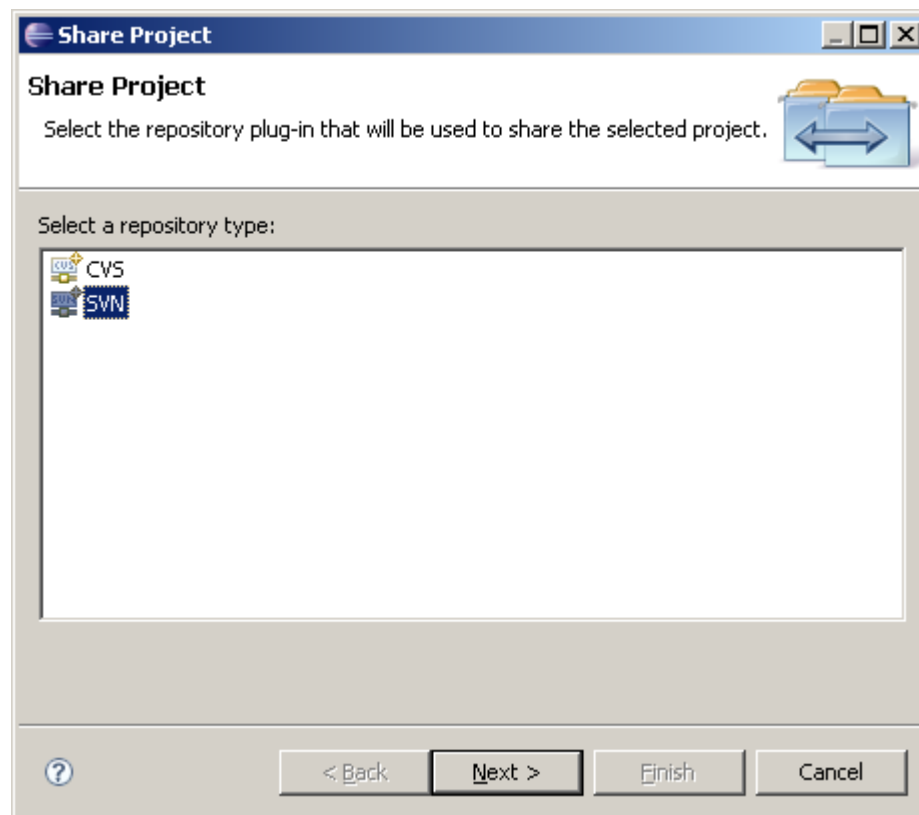 Share Project
Share Project
Select the repository plug-in that will be used to share the selected project.
Select a repository type:
CVS
SVN
? < Back Next > Finish Cancel